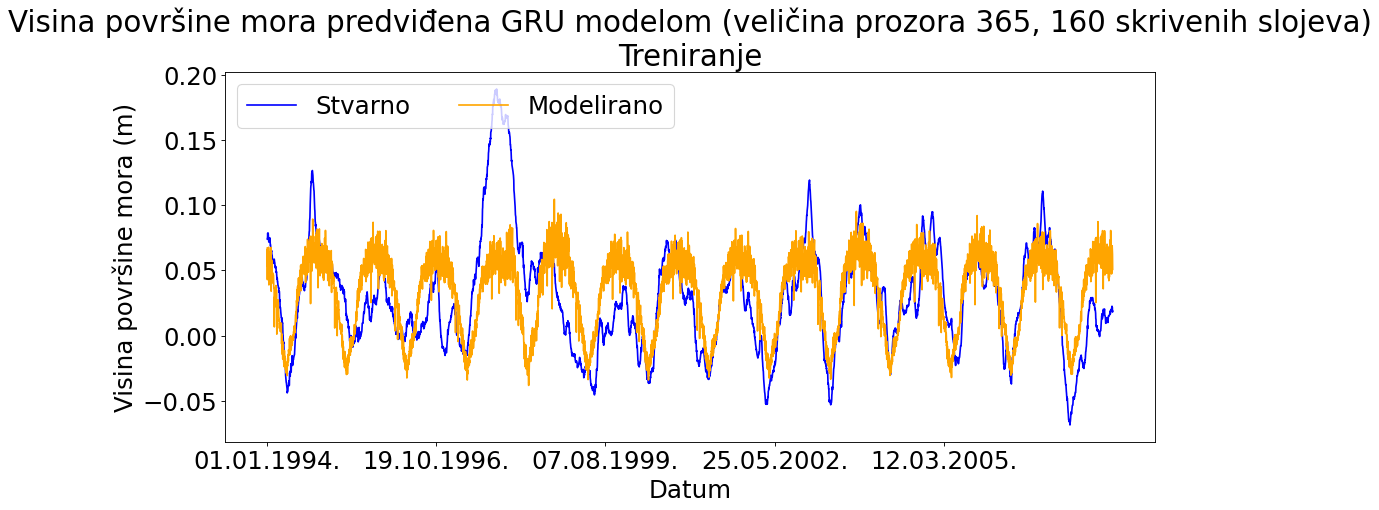 Visina površine mora predviđena GRU modelom (veličina prozora 365, 160 skrivenih slojeva)
Treniranje
Stvarno
Modelirano
Visina površine mora (m)
0.20
0.15
0.10
0.05
0.00
−0.05
01.01.1994.
19.10.1996.
07.08.1999.
25.05.2002.
12.03.2005.
Datum